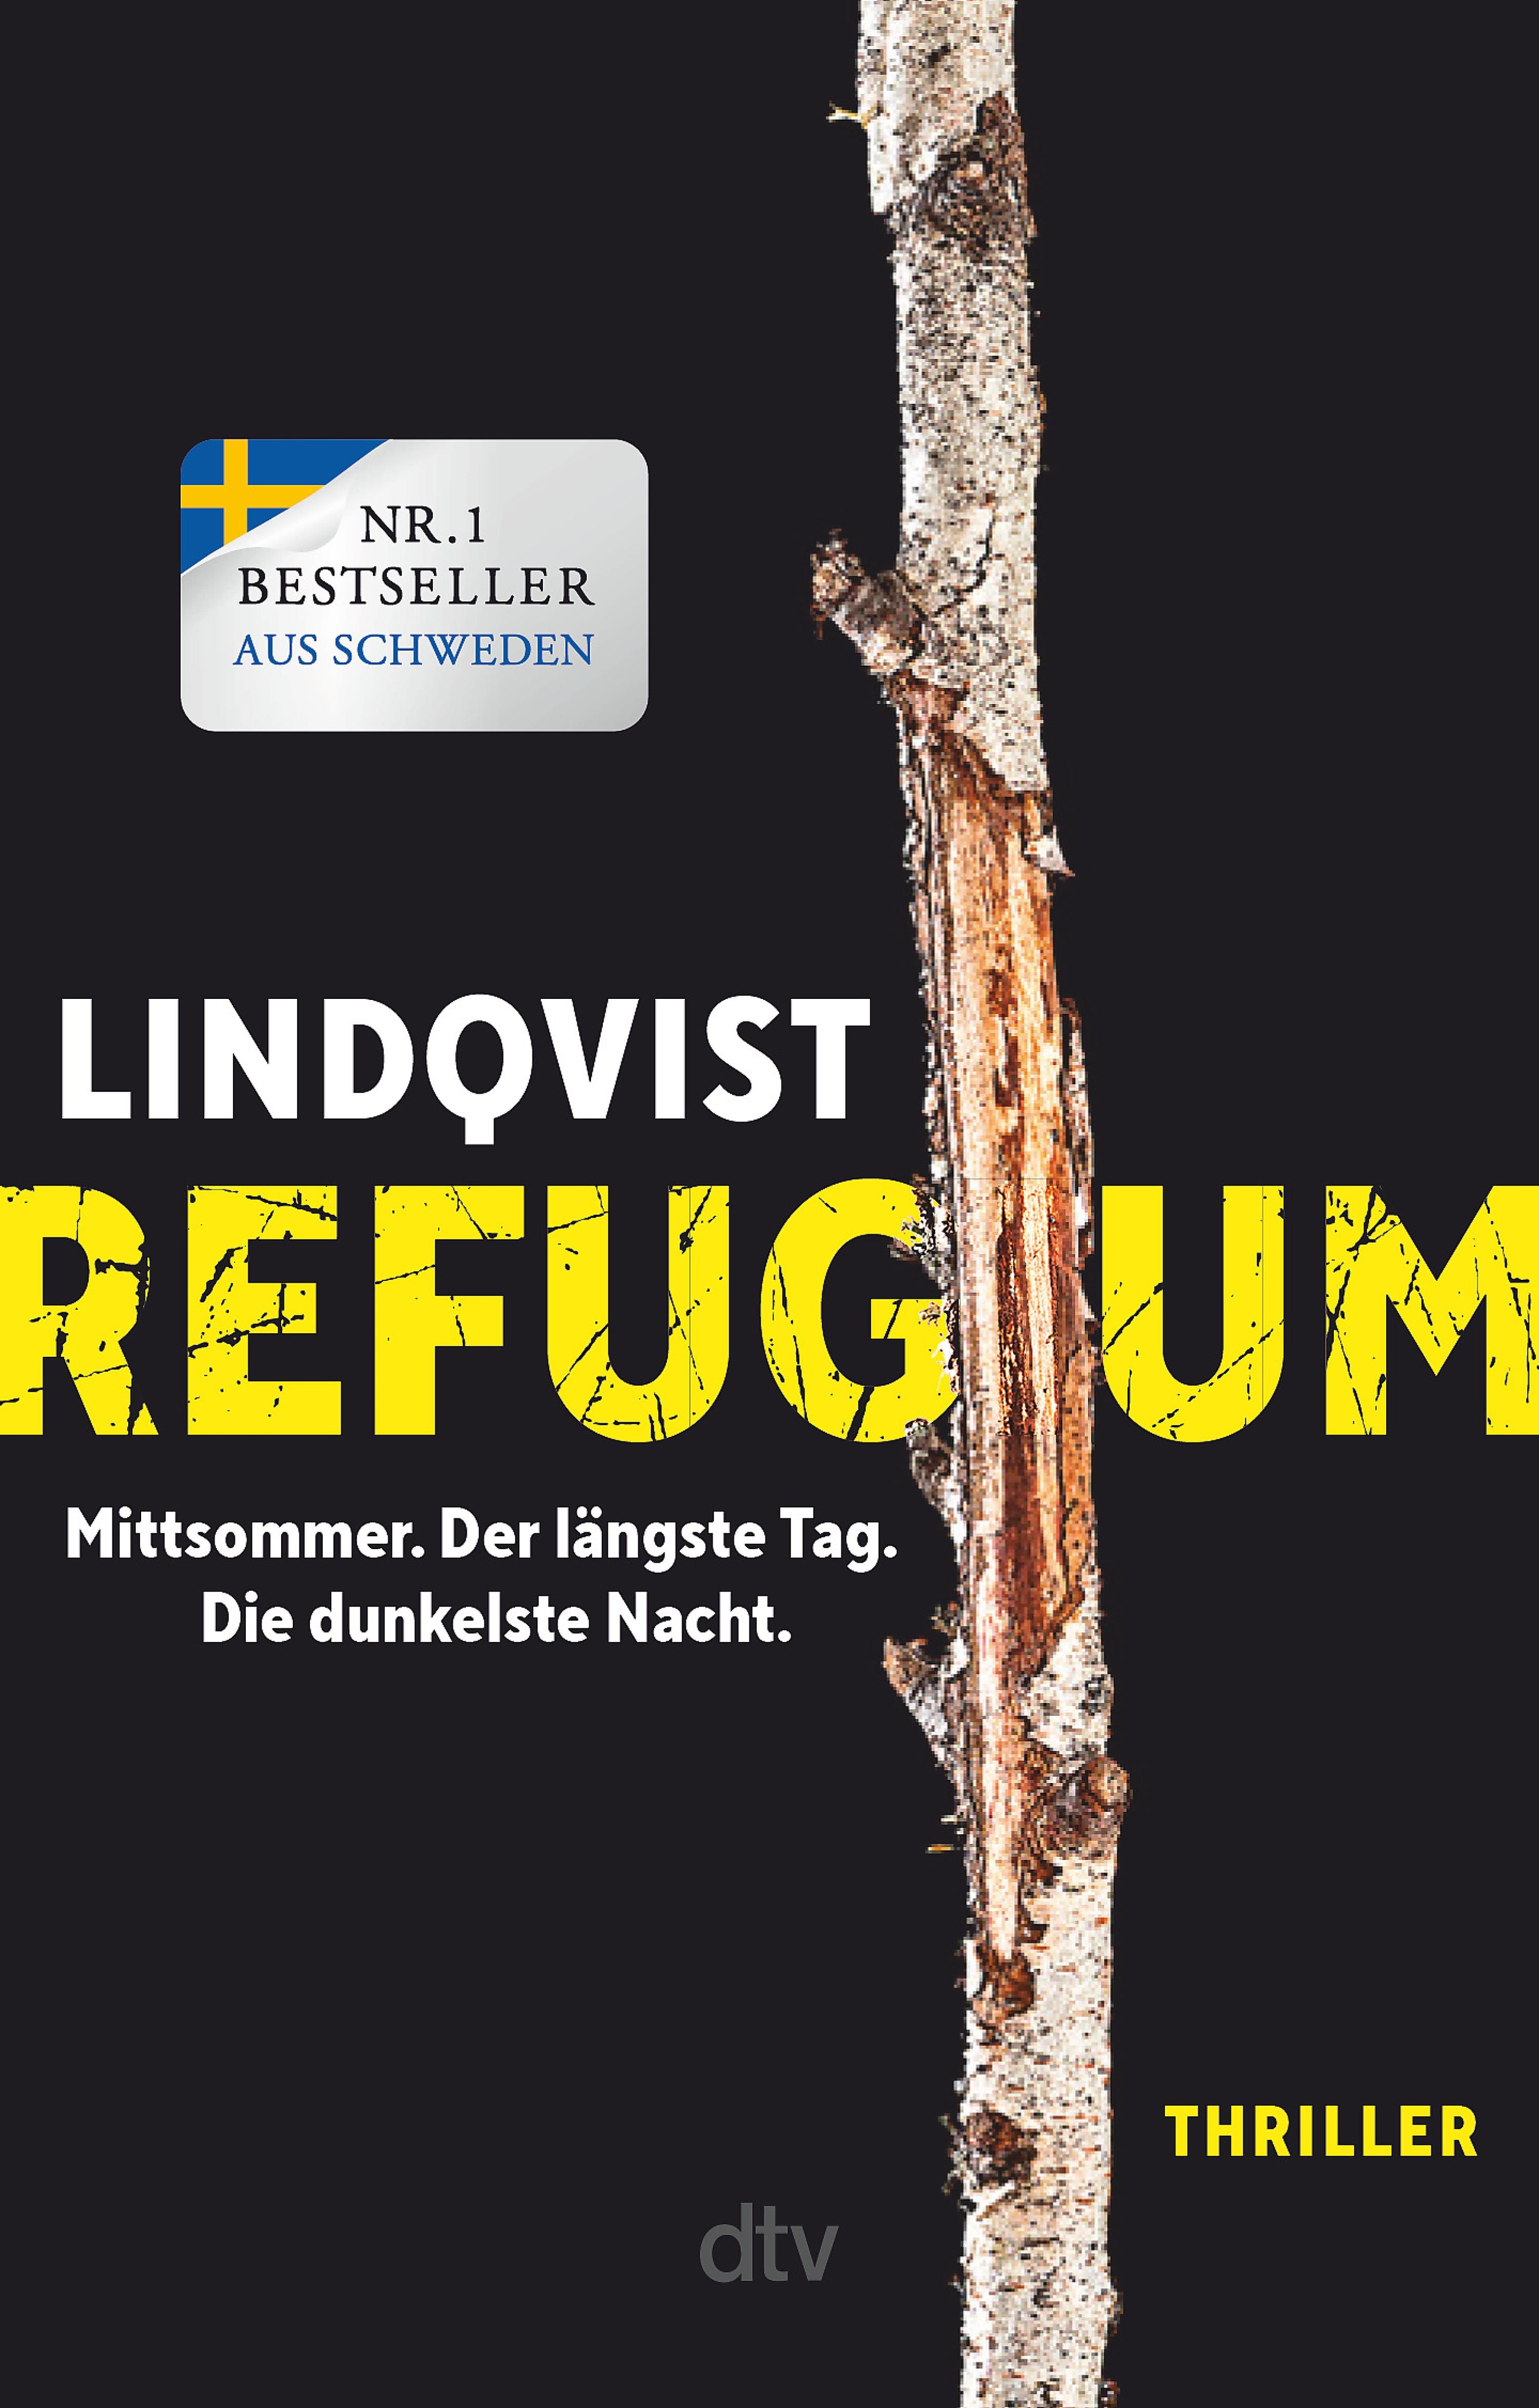 NR.1
BESTSELLER
AUS SCHWEDEN
LINDQVIST
REFUGIUM
Mittsommer. Der längste Tag.
Die dunkelste Nacht.
THRILLER
dtv